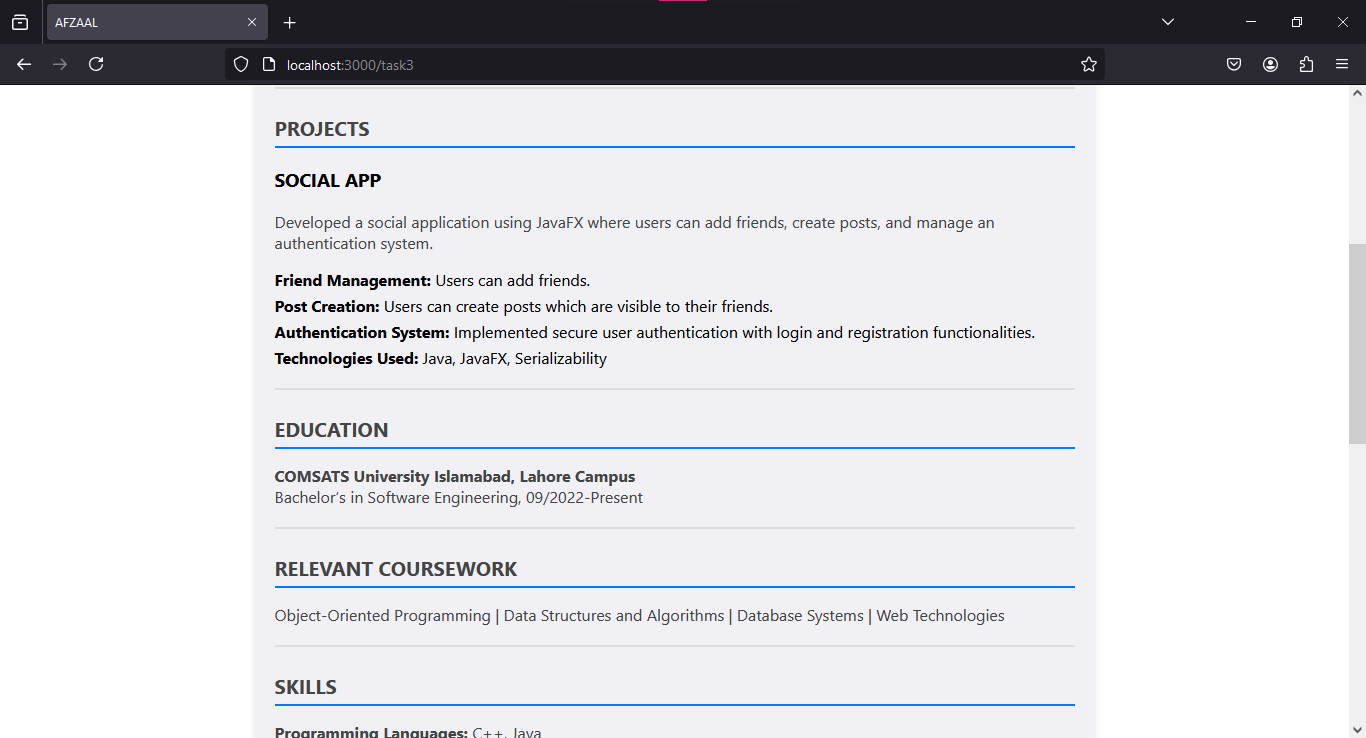 AFZAAL
localhost:3000/task3
PROJECTS
SOCIAL APP
Developed a social application using JavaFX where users can add friends, create posts, and manage an
authentication system.
Friend Management: Users can add friends.
Post Creation: Users can create posts which are visible to their friends.
Authentication System: Implemented secure user authentication with login and registration functionalities.
Technologies Used: Java, JavaFX, Serializability
EDUCATION
COMSATS University Islamabad, Lahore Campus
Bachelor’s in Software Engineering, 09/2022-Present
RELEVANT COURSEWORK
Object-Oriented Programming | Data Structures and Algorithms | Database Systems | Web Technologies
SKILLS
Programming Languages: C++, Java